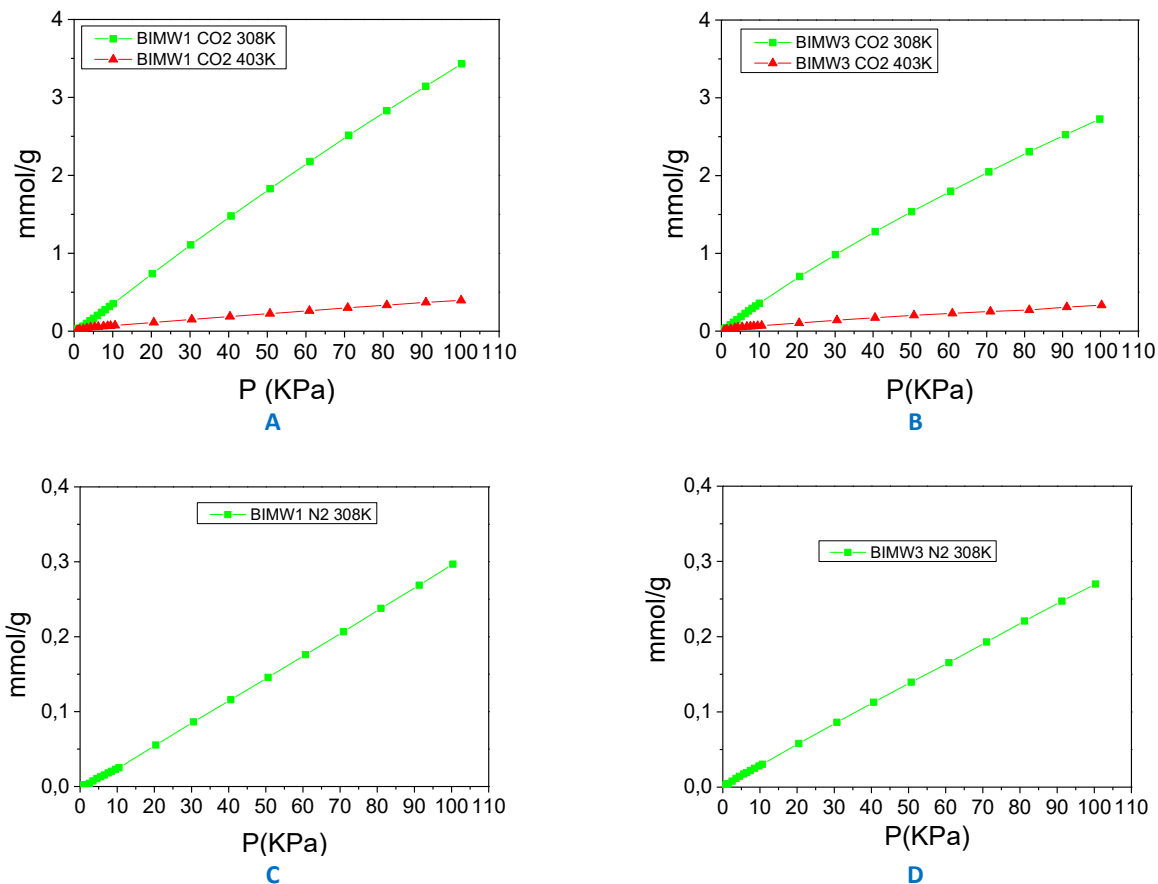 4
3
2
1
0
mmol/g
BIMW1 CO2 308K
BIMW1 CO2 403K
0 10 20 30 40 50 60 70 80 90 100 110
P (KPa)
A
4
3
2
1
0
mmol/g
BIMW3 CO2 308K
BIMW3 CO2 403K
0 10 20 30 40 50 60 70 80 90 100 110
P(KPa)
B
0,4
0,3
0,2
0,1
0,0
mmol/g
BIMW1 N2 308K
0 10 20 30 40 50 60 70 80 90 100 110
P(KPa)
C
0,4
0,3
0,2
0,1
0,0
mmol/g
BIMW3 N2 308K
0 10 20 30 40 50 60 70 80 90 100 110
P(KPa)
D